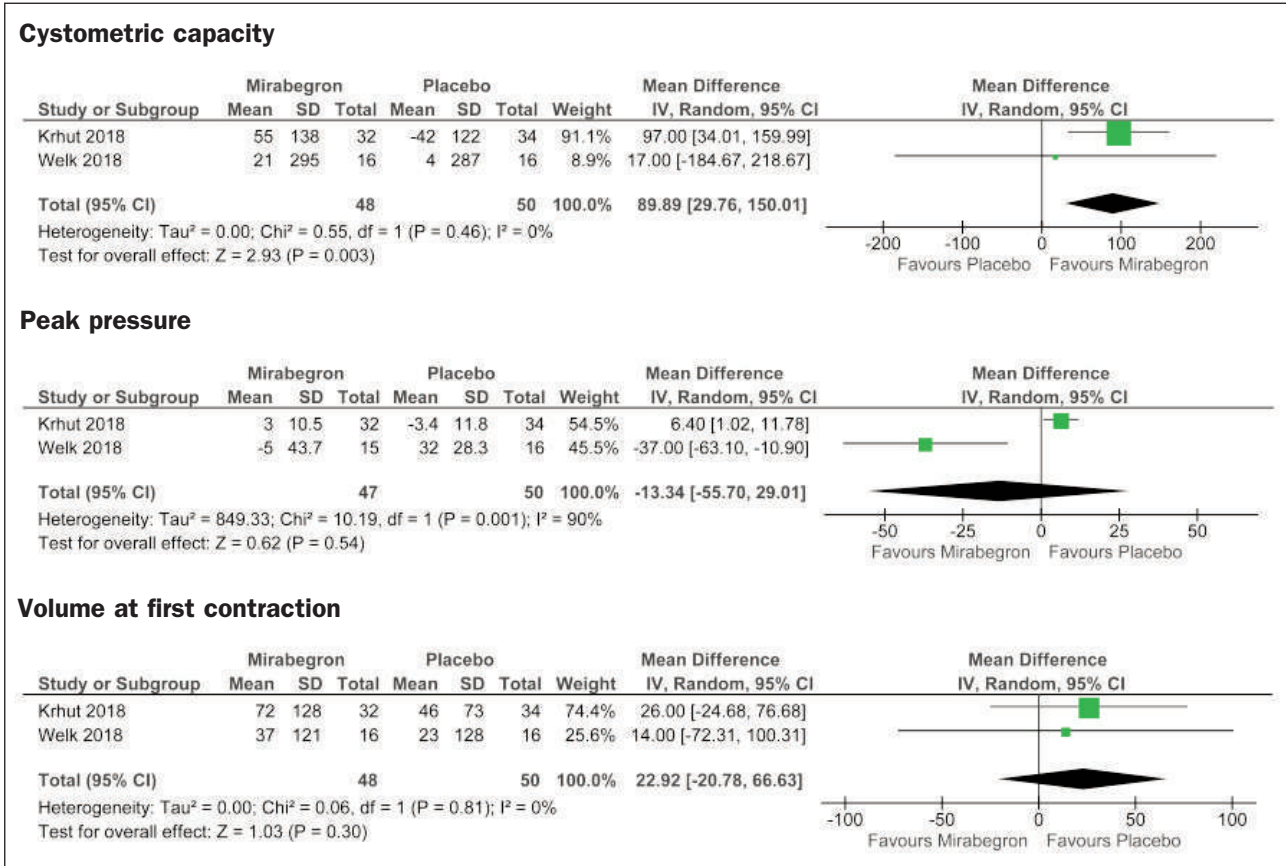 Cystometric capacity
Mirabegron Placebo Mean Difference Mean Difference
Study or Subgroup Mean SD Total Mean SD Total Weight IV, Random, 95% CI IV, Random, 95% CI
Krhut 2018 55 138 32 -42 122 34 91.1% 97.00 [34.01, 159.99]
Welk 2018 21 295 16 4 287 16 8.9% 17.00 [-184.67, 218.67]
Total (95% CI) 48 50 100.0% 89.89 [29.76, 150.01]
Heterogeneity: Tau² = 0.00; Chi² = 0.55, df = 1 (P = 0.46); I² = 0%
Test for overall effect: Z = 2.93 (P = 0.003)
-200 -100 0 100 200
Favours Placebo Favours Mirabegron
Peak pressure
Mirabegron Placebo Mean Difference Mean Difference
Study or Subgroup Mean SD Total Mean SD Total Weight IV, Random, 95% CI IV, Random, 95% CI
Krhut 2018 3 10.5 32 -3.4 11.8 34 54.5% 6.40 [1.02, 11.78]
Welk 2018 -5 43.7 15 32 28.3 16 45.5% -37.00 [-63.10, -10.90]
Total (95% CI) 47 50 100.0% -13.34 [-55.70, 29.01]
Heterogeneity: Tau² = 849.33; Chi² = 10.19, df = 1 (P = 0.001); I² = 90%
Test for overall effect: Z = 0.62 (P = 0.54)
-50 -25 0 25 50
Favours Mirabegron Favours Placebo
Volume at first contraction
Mirabegron Placebo Mean Difference Mean Difference
Study or Subgroup Mean SD Total Mean SD Total Weight IV, Random, 95% CI IV, Random, 95% CI
Krhut 2018 72 128 32 46 73 34 74.4% 26.00 [-24.68, 76.68]
Welk 2018 37 121 16 23 128 16 25.6% 14.00 [-72.31, 100.31]
Total (95% CI) 48 50 100.0% 22.92 [-20.78, 66.63]
Heterogeneity: Tau² = 0.00; Chi² = 0.06, df = 1 (P = 0.81); I² = 0%
Test for overall effect: Z = 1.03 (P = 0.30)
-100 -50 0 50 100
Favours Mirabegron Favours Placebo